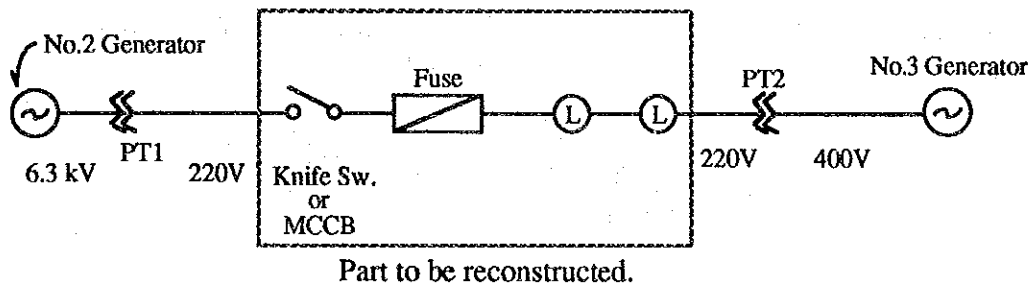 No.2 Generator
Fuse
PT2
No.3 Generator
L
L
PT1
6.3 kV
220V
Knife Sw.
or
MCCB
220V
400V
Part to be reconstructed.